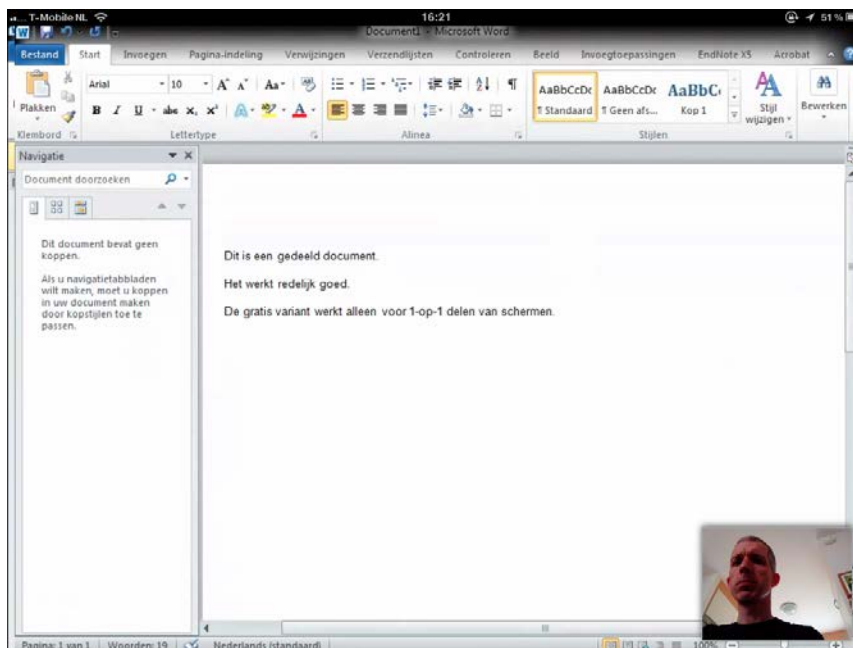 T-Mobile NL 16:21 51 %
Document1 - Microsoft Word
Bestand Start Invoegen Pagina-indeling Verwijzingen Verzendlijsten Controleren Beeld Invoegtoepassingen EndNote X5 Acrobat
Arial 10 A A Aa
Plakken B I U abc x, x² A A
AaBbCcDc AaBbCcDc AaBbC
¶ Standaard ¶ Geen afs... Kop 1
Stijl wijzigen
Bewerken
Klembord Lettertype Alinea Stijlen
Navigatie
Document doorzoeken
Dit document bevat geen
koppen.
Als u navigatietabbladen
wilt maken, moet u koppen
in uw document maken
door kopstijlen toe te
passen.
Dit is een gedeeld document.
Het werkt redelijk goed.
De gratis variant werkt alleen voor 1-op-1 delen van schermen.
Pagina: 1 van 1 Woorden: 19 Nederlands (standaard) 100%